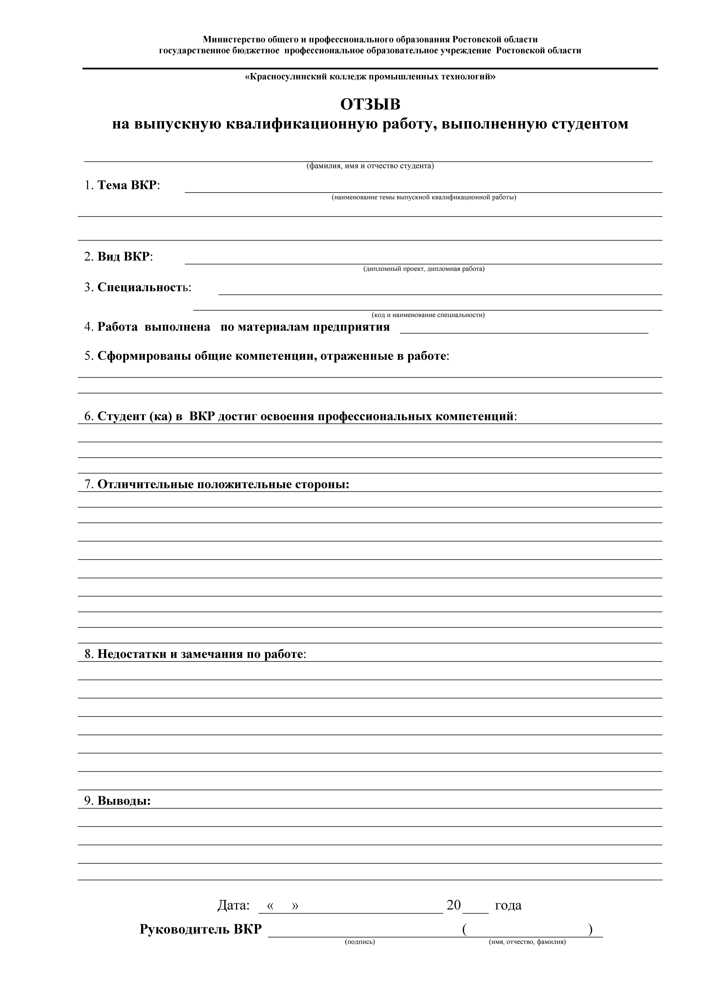 Министерство общего и профессионального образования Ростовской области
государственное бюджетное профессиональное образовательное учреждение Ростовской области
«Красносулинский колледж промышленных технологий»
ОТЗЫВ
на выпускную квалификационную работу, выполненную студентом
(фамилия, имя и отчество студента)
1. Тема ВКР:
(наименование темы выпускной квалификационной работы)
2. Вид ВКР:
(дипломный проект, дипломная работа)
3. Специальность:
(код и наименование специальности)
4. Работа выполнена по материалам предприятия
5. Сформированы общие компетенции, отраженные в работе:
6. Студент (ка) в ВКР достиг освоения профессиональных компетенций:
7. Отличительные положительные стороны:
8. Недостатки и замечания по работе:
9. Выводы:
Дата: « » 20 года
Руководитель ВКР ( )
(подпись) (имя, отчество, фамилия)